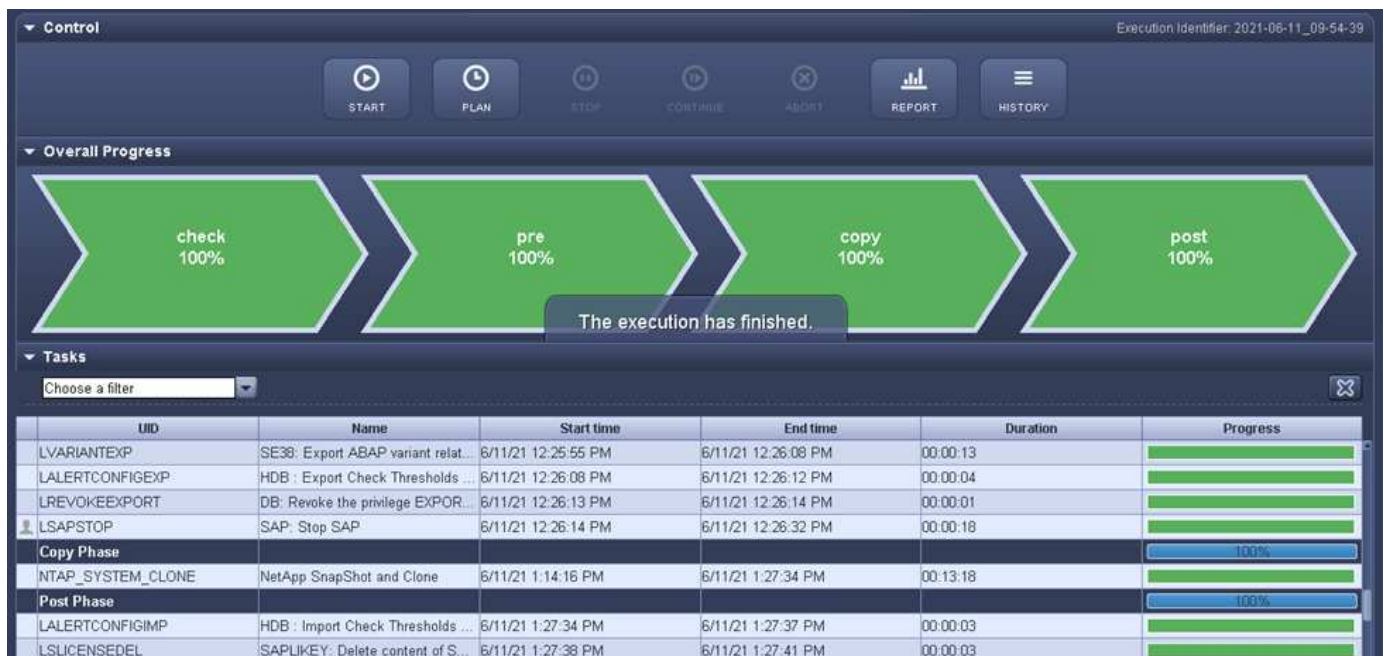 Control
Execution Identifier: 2021-06-11_09-54-39
START PLAN STOP CONTINUE ABORT REPORT HISTORY
Overall Progress
check pre copy post
100% 100% 100% 100%
The execution has finished.
Tasks
Choose a filter
UID Name Start time End time Duration Progress
LVARIANTEXP SE38: Export ABAP variant relat... 6/11/21 12:25:55 PM 6/11/21 12:26:08 PM 00:00:13
LALERTCONFIGEXP HDB : Export Check Thresholds ... 6/11/21 12:26:08 PM 6/11/21 12:26:12 PM 00:00:04
LREVOKEEXPORT DB: Revoke the privilege EXPOR... 6/11/21 12:26:13 PM 6/11/21 12:26:14 PM 00:00:01
LSAPSTOP SAP: Stop SAP 6/11/21 12:26:14 PM 6/11/21 12:26:32 PM 00:00:18
Copy Phase 100%
NTAP_SYSTEM_CLONE NetApp SnapShot and Clone 6/11/21 1:14:16 PM 6/11/21 1:27:34 PM 00:13:18
Post Phase 100%
LALERTCONFIGIMP HDB : Import Check Thresholds ... 6/11/21 1:27:34 PM 6/11/21 1:27:37 PM 00:00:03
LSLICENSEDEL SAPLIKEY: Delete content of S... 6/11/21 1:27:38 PM 6/11/21 1:27:41 PM 00:00:03